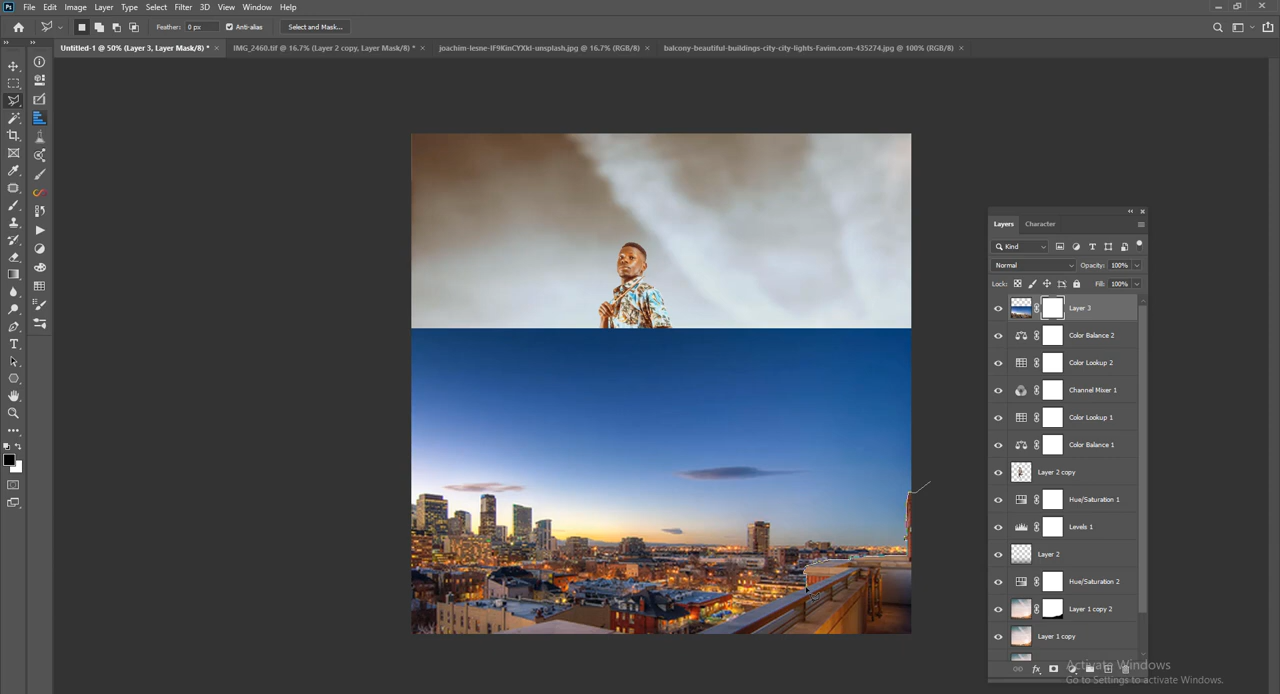 Ps File Edit Image Layer Type Select Filter 3D View Window Help
Feather: 0 px Anti-alias Select and Mask...
Untitled-1 @ 50% (Layer 3, Layer Mask/8) * × IMG_2460.tif @ 16.7% (Layer 2 copy, Layer Mask/8) * × joachim-lesne-IF9KinCYXkI-unsplash.jpg @ 16.7% (RGB/8) × balcony-beautiful-buildings-city-city-lights-Favim.com-435274.jpg @ 100% (RGB/8) ×
Layers Character
Kind
Normal Opacity: 100%
Lock: Fill: 100%
Layer 3
Color Balance 2
Color Lookup 2
Channel Mixer 1
Color Lookup 1
Color Balance 1
Layer 2 copy
Hue/Saturation 1
Levels 1
Layer 2
Hue/Saturation 2
Layer 1 copy 2
Layer 1 copy
Activate Windows
Go to Settings to activate Windows.